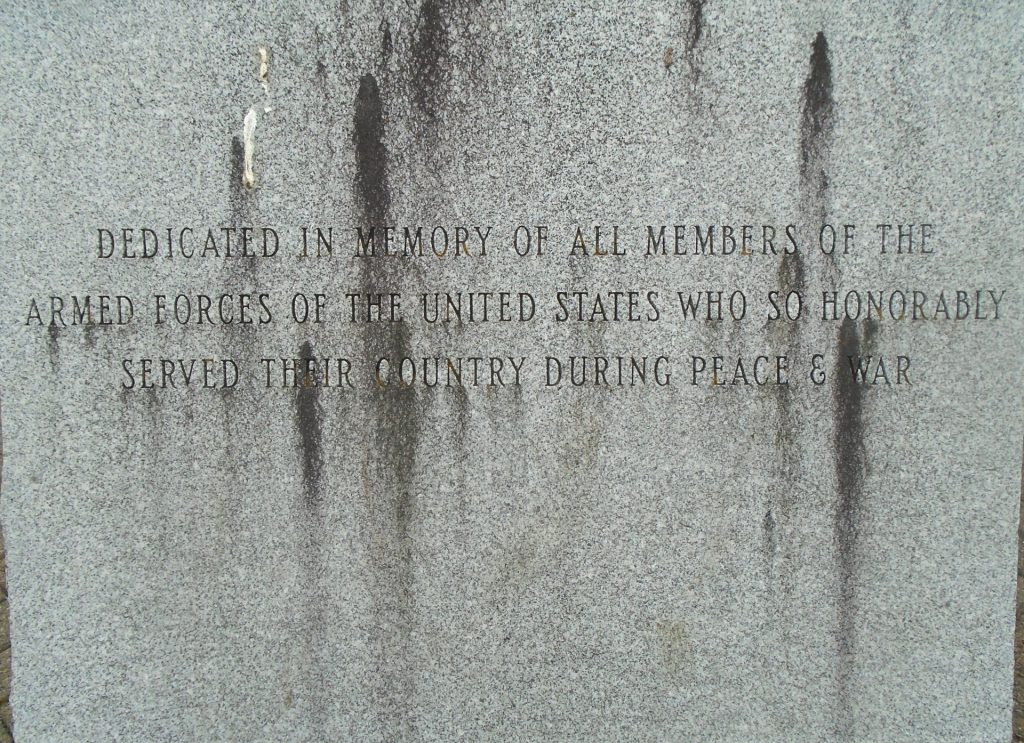 DEDICATED IN MEMORY OF ALL MEMBERS OF THE
ARMED FORCES OF THE UNITED STATES WHO SO HONORABLY
SERVED THEIR COUNTRY DURING PEACE & WAR